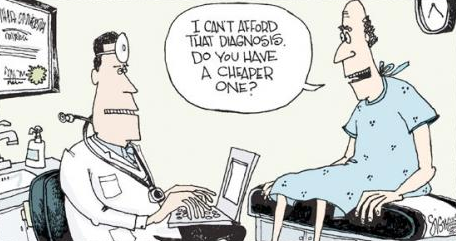 I CAN'T AFFORD
THAT DIAGNOSIS.
DO YOU HAVE
A CHEAPER
ONE?